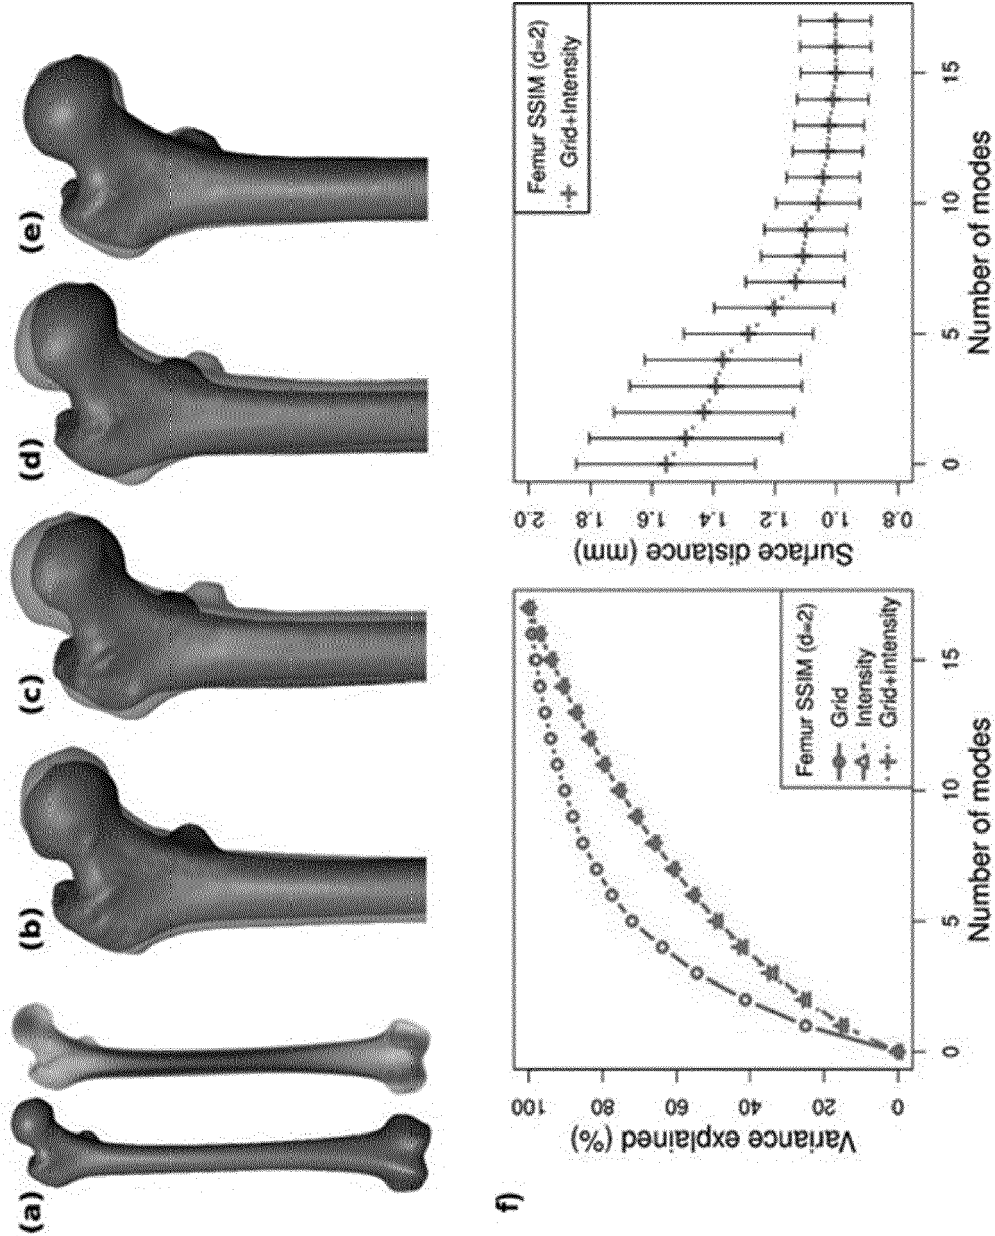 (a)
(b)
(c)
(d)
(e)
f)
Variance explained (%)
0
20
40
60
80
100
0
5
10
15
Number of modes
Femur SSIM (d=2)
Grid
Intensity
Grid+intensity
Surface distance (mm)
0.8
1.0
1.2
1.4
1.6
1.8
2.0
0
5
10
15
Number of modes
Femur SSIM (d=2)
Grid+Intensity